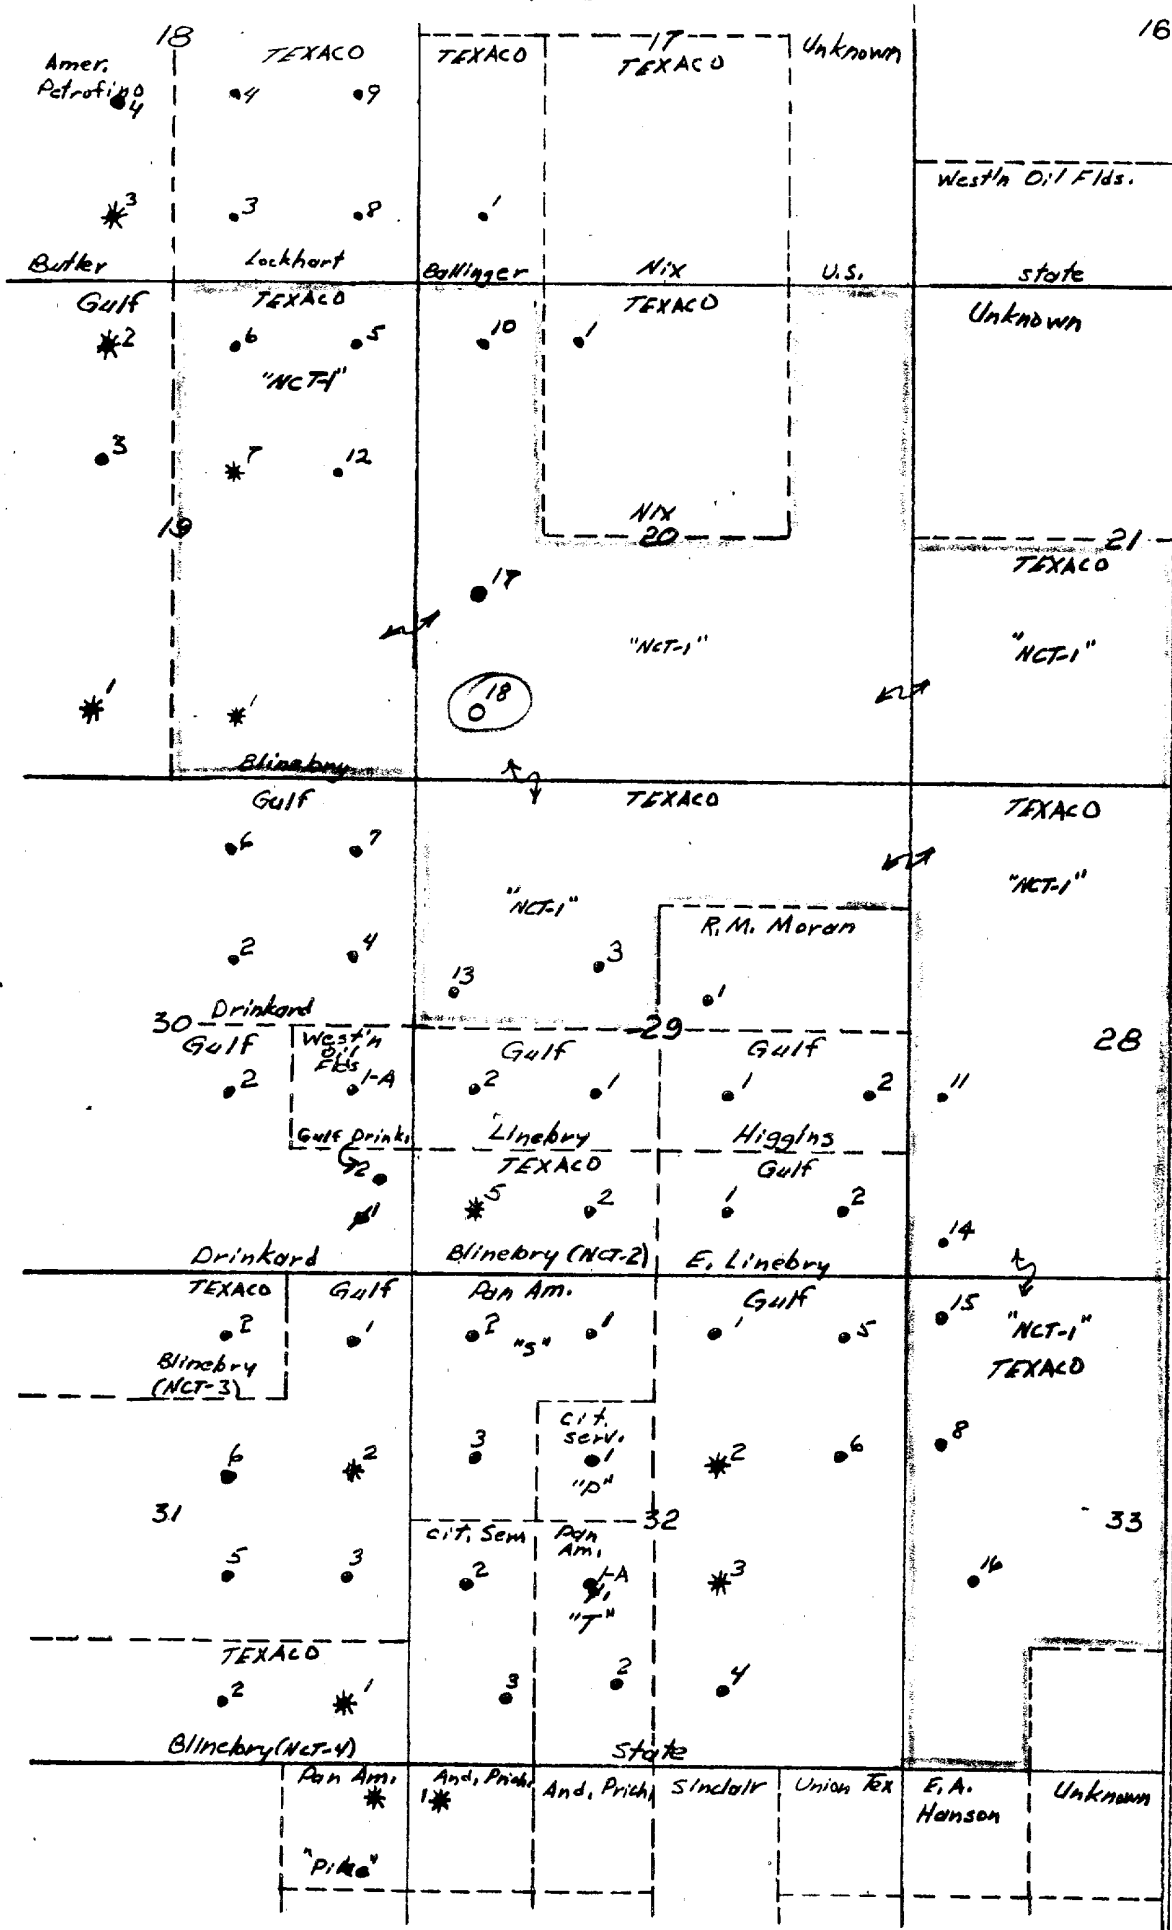 18 TEXACO TEXACO 17 TEXACO Unknown 16
Amer.
Petrofina
4 4 9
West'n Oil Flds.
3 3 8 1
Butler Lockhart Ballinger Nix U.S. state
Gulf TEXACO TEXACO Unknown
2 6 5 10 1
"NCT-1"
3 7 12
19 Nix
20 21
TEXACO
17
"NCT-1" "NCT-1"
1 1 18
Blinebry
Gulf TEXACO TEXACO
6 7
"NCT-1" "NCT-1"
R.M. Moran
2 4 13 3 1
Drinkard
30 29 28
Gulf West'n
Oil
Flds Gulf Gulf
2 1-A 2 1 1 2 11
Gulf Drink. Linebry Higgins
TEXACO Gulf
2
1 5 2 1 2 14
Drinkard Blinebry (NCT-2) E. Linebry
TEXACO Gulf Pan Am. Gulf
2 1 2 "S" 1 1 5 15 "NCT-1"
TEXACO
Blinebry
(NCT-3)
cit.
serv.
6 2 3 1 2 6 8
"P"
31 32 33
cit. Serv Pan
Am.
5 3 2 1-A 3 16
"T"
TEXACO
2 1 3 2 4
Blinebry (NCT-4) State
Pan Am. And. Prich. And. Prich. Sinclair Union Tex E.A.
Hanson Unknown
1
"Pike"